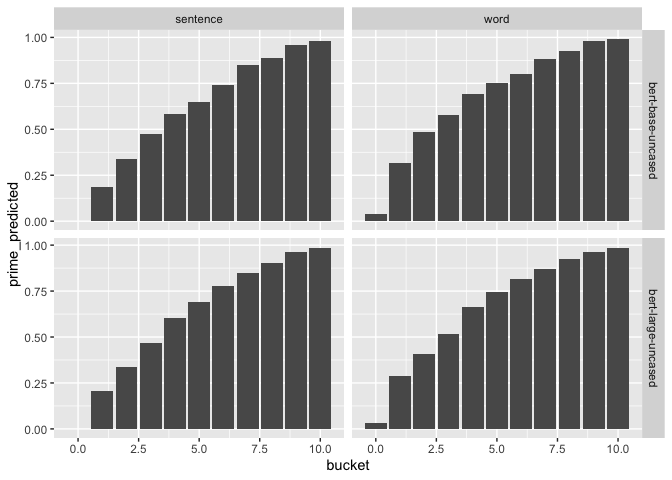 sentence word
1.00
0.75
0.50
0.25
0.00
bert-base-uncased
prime_predicted
1.00
0.75
0.50
0.25
0.00
bert-large-uncased
0.0 2.5 5.0 7.5 10.0 0.0 2.5 5.0 7.5 10.0
bucket